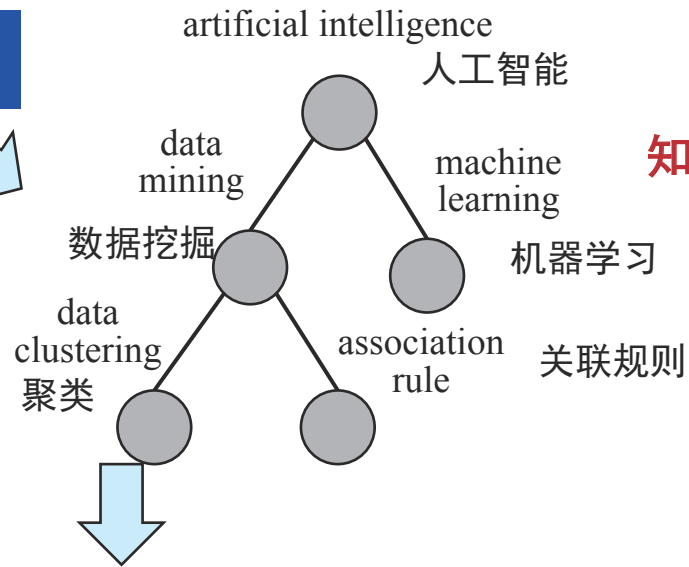 artificial intelligence
人工智能
data
mining
machine
learning
知
数据挖掘
机器学习
data
clustering
聚类
association
rule
关联规则